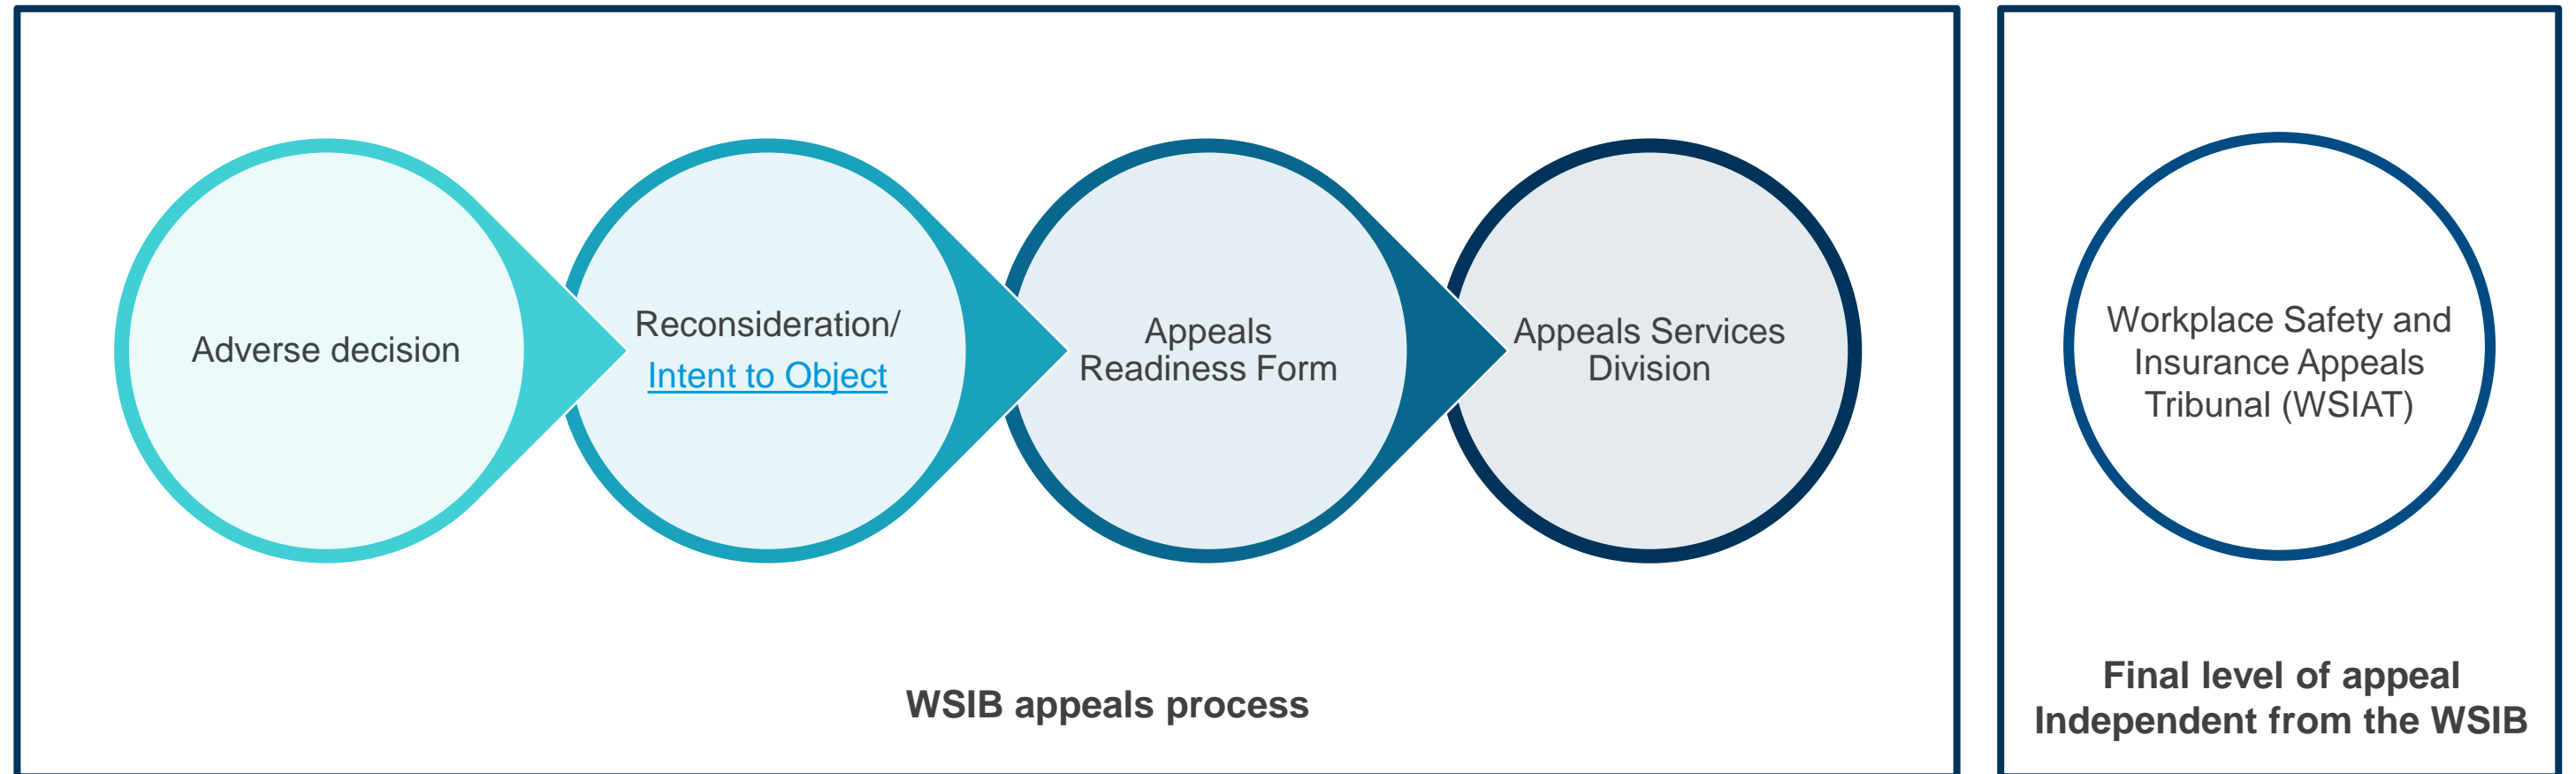 Adverse decision
Reconsideration/
Intent to Object
Appeals
Readiness Form
Appeals Services
Division
WSIB appeals process
Workplace Safety and
Insurance Appeals
Tribunal (WSIAT)
Final level of appeal
Independent from the WSIB